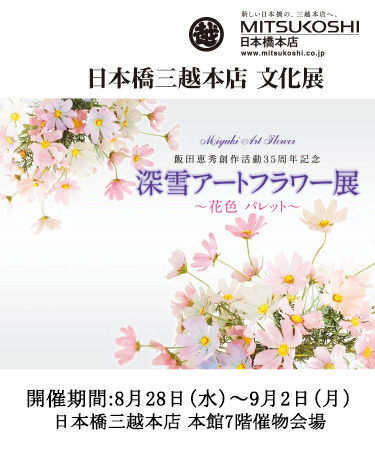 新しい日本橋の、三越本店へ。
越 MITSUKOSHI
日本橋本店
www.mitsukoshi.co.jp
日本橋三越本店 文化展
Miyuki Art Flower
飯田恵秀創作活動35周年記念
深雪アートフラワー展
〜花色 パレット〜
開催期間:8月28日(水)〜9月2日(月)
日本橋三越本店 本館7階催物会場